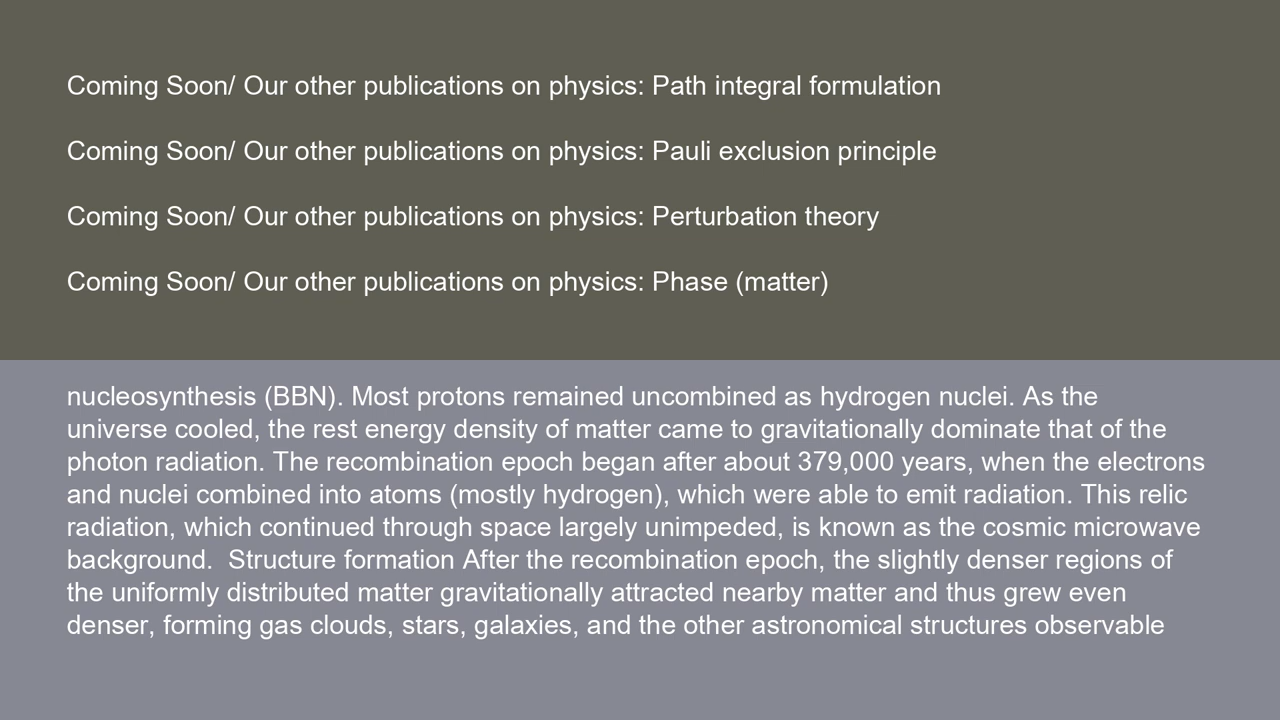 Coming Soon/ Our other publications on physics: Path integral formulation
Coming Soon/ Our other publications on physics: Pauli exclusion principle
Coming Soon/ Our other publications on physics: Perturbation theory
Coming Soon/ Our other publications on physics: Phase (matter)
nucleosynthesis (BBN). Most protons remained uncombined as hydrogen nuclei. As the
universe cooled, the rest energy density of matter came to gravitationally dominate that of the
photon radiation. The recombination epoch began after about 379,000 years, when the electrons
and nuclei combined into atoms (mostly hydrogen), which were able to emit radiation. This relic
radiation, which continued through space largely unimpeded, is known as the cosmic microwave
background.  Structure formation After the recombination epoch, the slightly denser regions of
the uniformly distributed matter gravitationally attracted nearby matter and thus grew even
denser, forming gas clouds, stars, galaxies, and the other astronomical structures observable